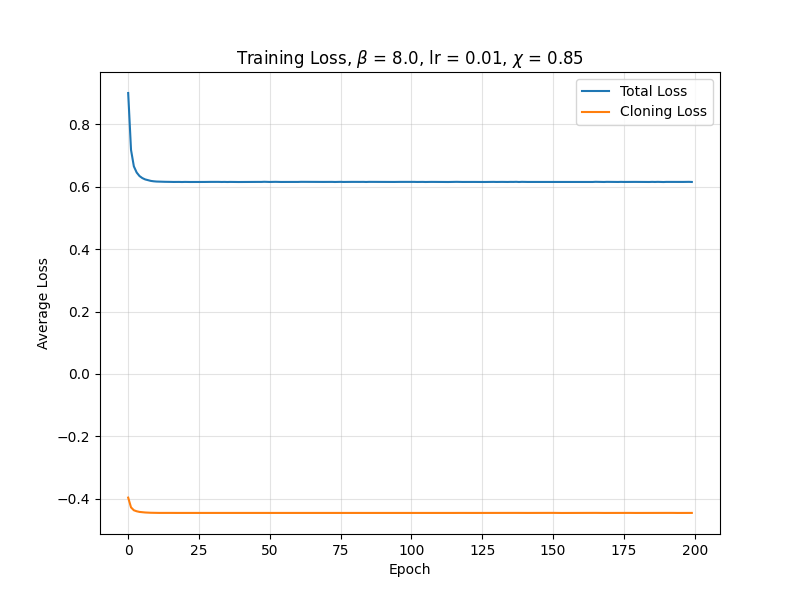 Training Loss, β = 8.0, lr = 0.01, χ = 0.85
Total Loss
Cloning Loss
0.8
0.6
0.4
0.2
0.0
−0.2
−0.4
Average Loss
0 25 50 75 100 125 150 175 200
Epoch